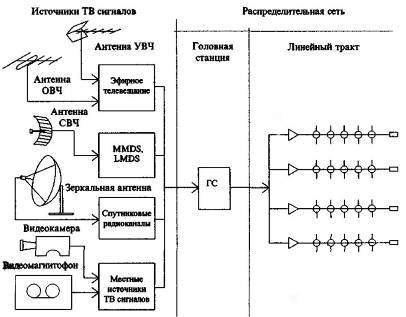 Источники ТВ сигналов
Распределительная сеть
Антенна УВЧ
Головная
станция
Линейный тракт
Антенна
ОВЧ
Эфирное
телевещание
Антенна
СВЧ
MMDS,
LMDS
Зеркальная антенна
ГС
Спутниковые
радиоканалы
Видеокамера
Видеомагнитофон
Местные
источники
ТВ сигналов